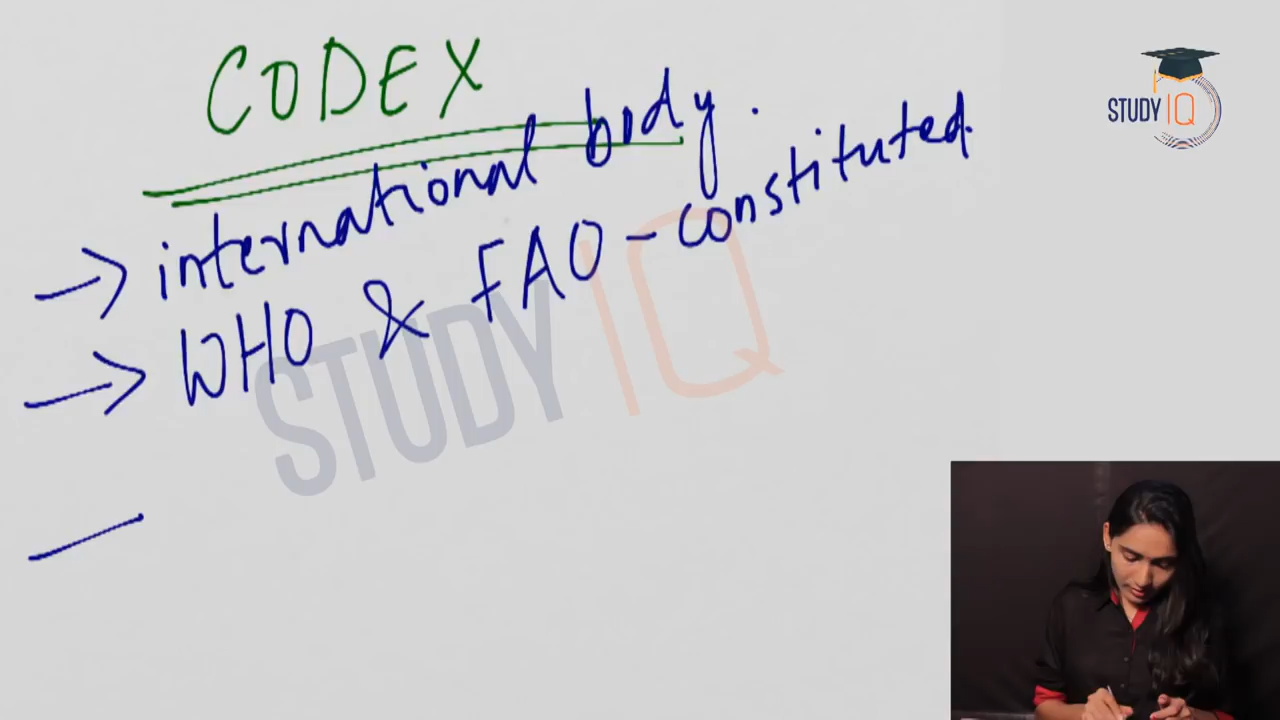 CODEX
STUDY IQ
→ international body.
→ WHO & FAO - constituted.
STUDY IQ